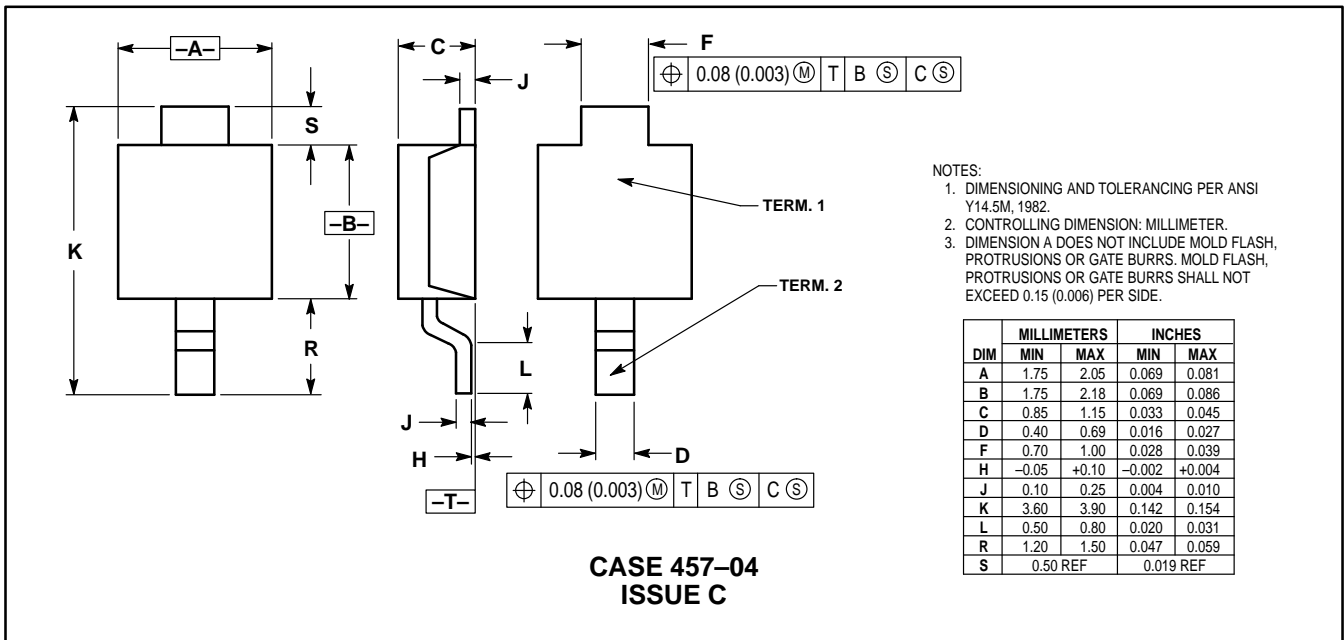 –A–
C
F
⌖ 0.08 (0.003) Ⓜ T B Ⓢ C Ⓢ
J
S
K
–B–
TERM. 1
TERM. 2
R
L
J
H
D
–T–
⌖ 0.08 (0.003) Ⓜ T B Ⓢ C Ⓢ
CASE 457–04
ISSUE C
NOTES:
1. DIMENSIONING AND TOLERANCING PER ANSI
Y14.5M, 1982.
2. CONTROLLING DIMENSION: MILLIMETER.
3. DIMENSION A DOES NOT INCLUDE MOLD FLASH,
PROTRUSIONS OR GATE BURRS. MOLD FLASH,
PROTRUSIONS OR GATE BURRS SHALL NOT
EXCEED 0.15 (0.006) PER SIDE.
MILLIMETERS INCHES
DIM MIN MAX MIN MAX
A 1.75 2.05 0.069 0.081
B 1.75 2.18 0.069 0.086
C 0.85 1.15 0.033 0.045
D 0.40 0.69 0.016 0.027
F 0.70 1.00 0.028 0.039
H –0.05 +0.10 –0.002 +0.004
J 0.10 0.25 0.004 0.010
K 3.60 3.90 0.142 0.154
L 0.50 0.80 0.020 0.031
R 1.20 1.50 0.047 0.059
S 0.50 REF 0.019 REF